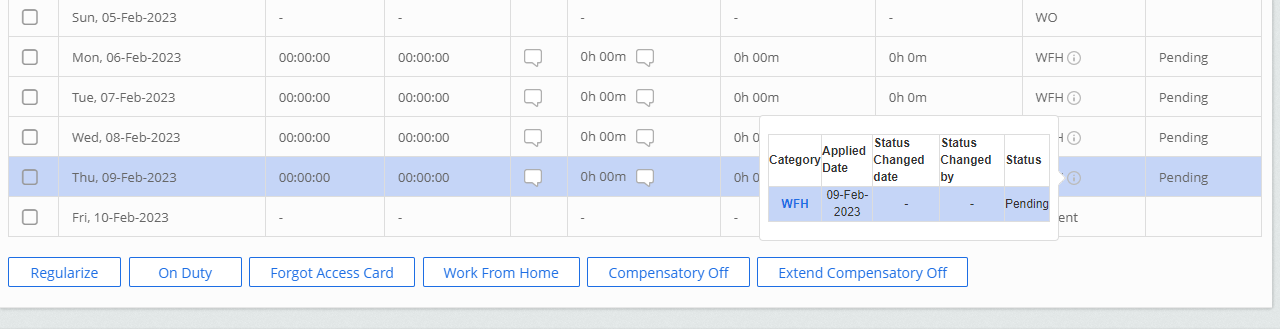 Sun, 05-Feb-2023 - - - - - WO
Mon, 06-Feb-2023 00:00:00 00:00:00 0h 00m 0h 00m 0h 0m WFH Pending
Tue, 07-Feb-2023 00:00:00 00:00:00 0h 00m 0h 00m 0h 0m WFH Pending
Wed, 08-Feb-2023 00:00:00 00:00:00 0h 00m 0h 0 H Pending
Thu, 09-Feb-2023 00:00:00 00:00:00 0h 00m 0h 0 Pending
Fri, 10-Feb-2023 - - - - ent
Category Applied Date Status Changed date Status Changed by Status
WFH 09-Feb-2023 - - Pending
Regularize On Duty Forgot Access Card Work From Home Compensatory Off Extend Compensatory Off